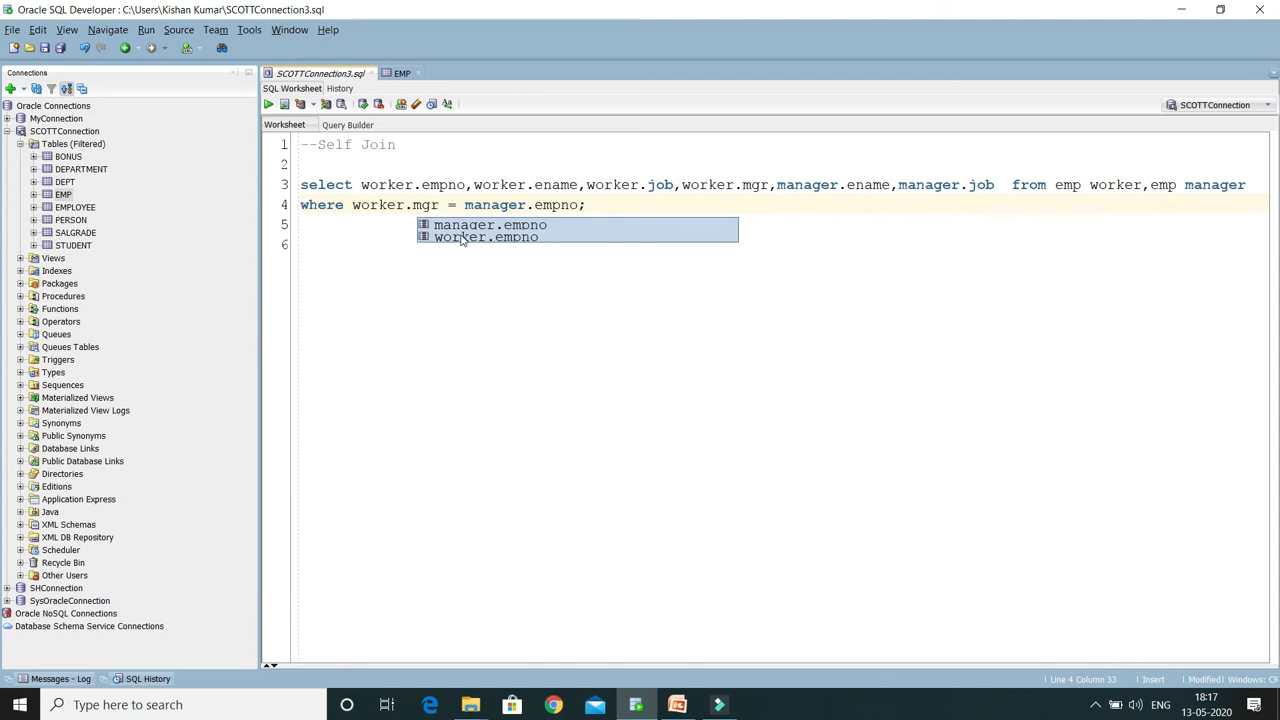 Oracle SQL Developer : C:\Users\Kishan Kumar\SCOTTConnection3.sql
File Edit View Navigate Run Source Team Tools Window Help
Connections
SCOTTConnection3.sql
EMP
SQL Worksheet History
SCOTTConnection
Worksheet Query Builder
Oracle Connections
MyConnection
SCOTTConnection
Tables (Filtered)
BONUS
DEPARTMENT
DEPT
EMP
EMPLOYEE
PERSON
SALGRADE
STUDENT
Views
Indexes
Packages
Procedures
Functions
Operators
Queues
Queues Tables
Triggers
Types
Sequences
Materialized Views
Materialized View Logs
Synonyms
Public Synonyms
Database Links
Public Database Links
Directories
Editions
Application Express
Java
XML Schemas
XML DB Repository
Scheduler
Recycle Bin
Other Users
SHConnection
SysOracleConnection
Oracle NoSQL Connections
Database Schema Service Connections
1 --Self Join
2
3 select worker.empno,worker.ename,worker.job,worker.mgr,manager.ename,manager.job from emp worker,emp manager
4 where worker.mgr = manager.empno;
5
6
manager.empno
worker.empno
Messages - Log SQL History
Line 4 Column 33 Insert Modified Windows: CR
Type here to search
ENG
18:17
13-05-2020